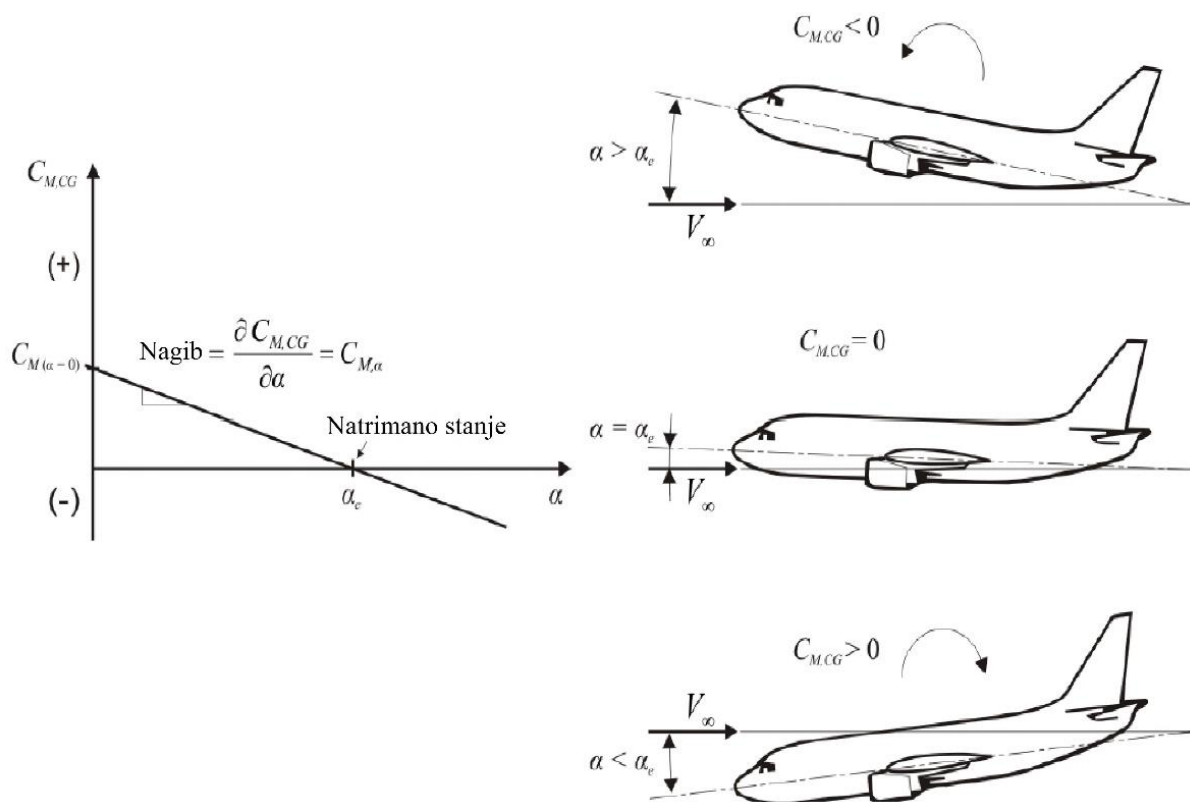 C_{M,CG}
(+)
C_{M(α−0)}
Nagib = ∂C_{M,CG} / ∂α = C_{M,α}
Natrimano stanje
(-)
α_e
α
C_{M,CG} < 0
α > α_e
V_∞
C_{M,CG} = 0
α = α_e
V_∞
C_{M,CG} > 0
V_∞
α < α_e